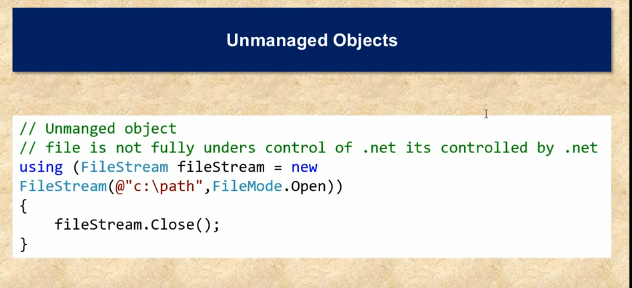 Unmanaged Objects
// Unmanged object
// file is not fully unders control of .net its controlled by .net
using (FileStream fileStream = new
FileStream(@"c:\path",FileMode.Open))
{
    fileStream.Close();
}